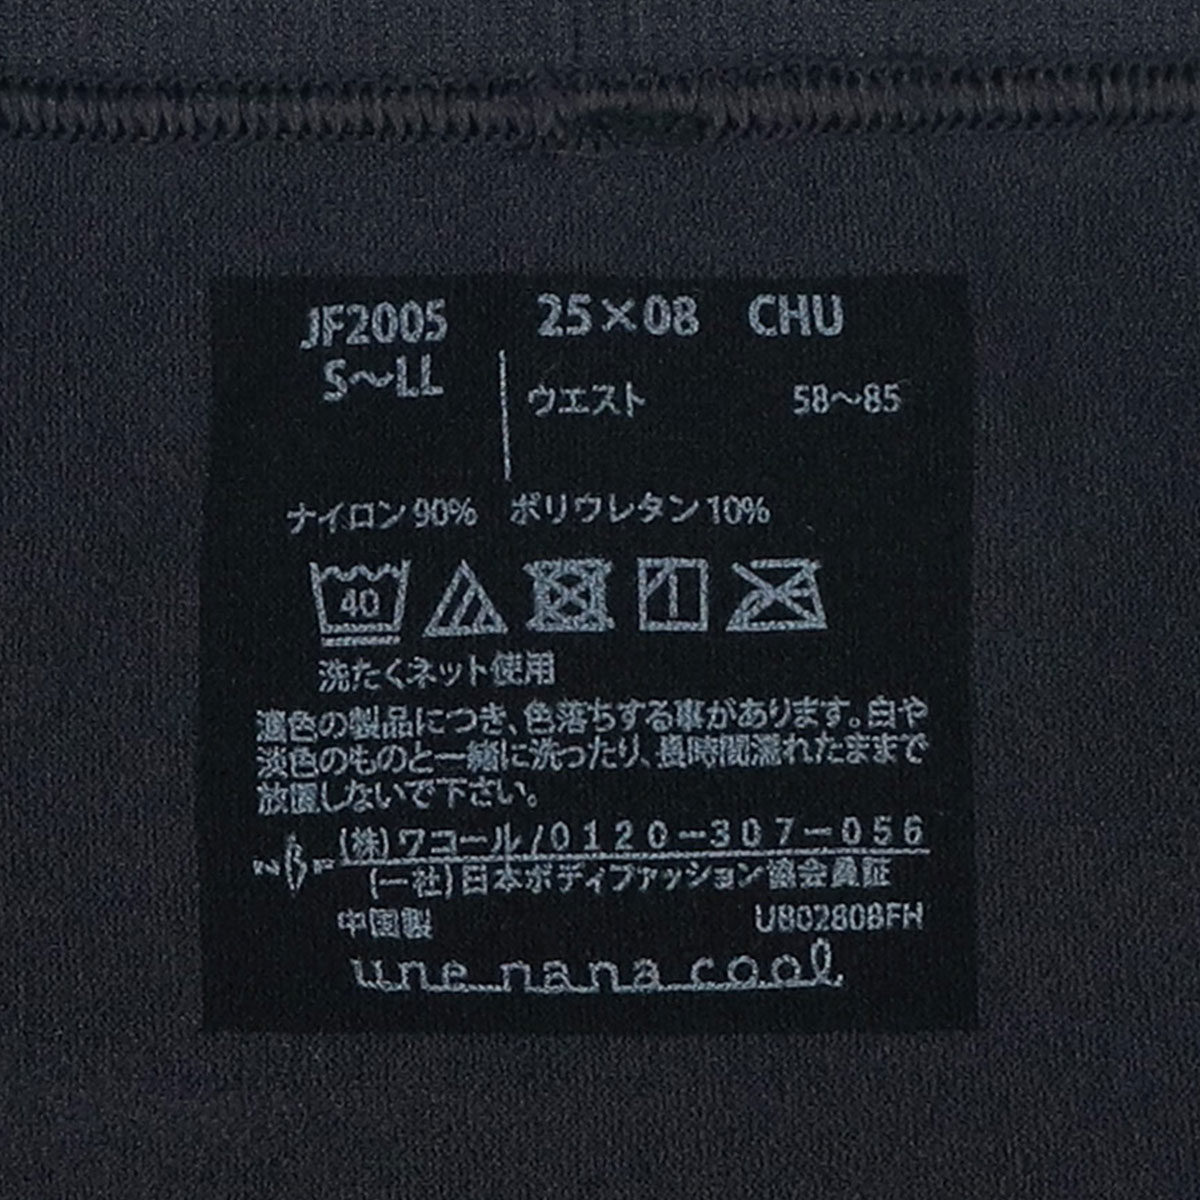 JF2005 25×08 CHU
S～LL ウエスト 58～85
ナイロン 90% ポリウレタン 10%
40
洗たくネット使用
濃色の製品につき、色落ちする事があります。白や
淡色のものと一緒に洗ったり、長時間濡れたままで
放置しないで下さい。
(株)ワコール/0120-307-056
(一社)日本ボディファッション協会員証
NBF
中国製 UB0280BFH
une nana cool